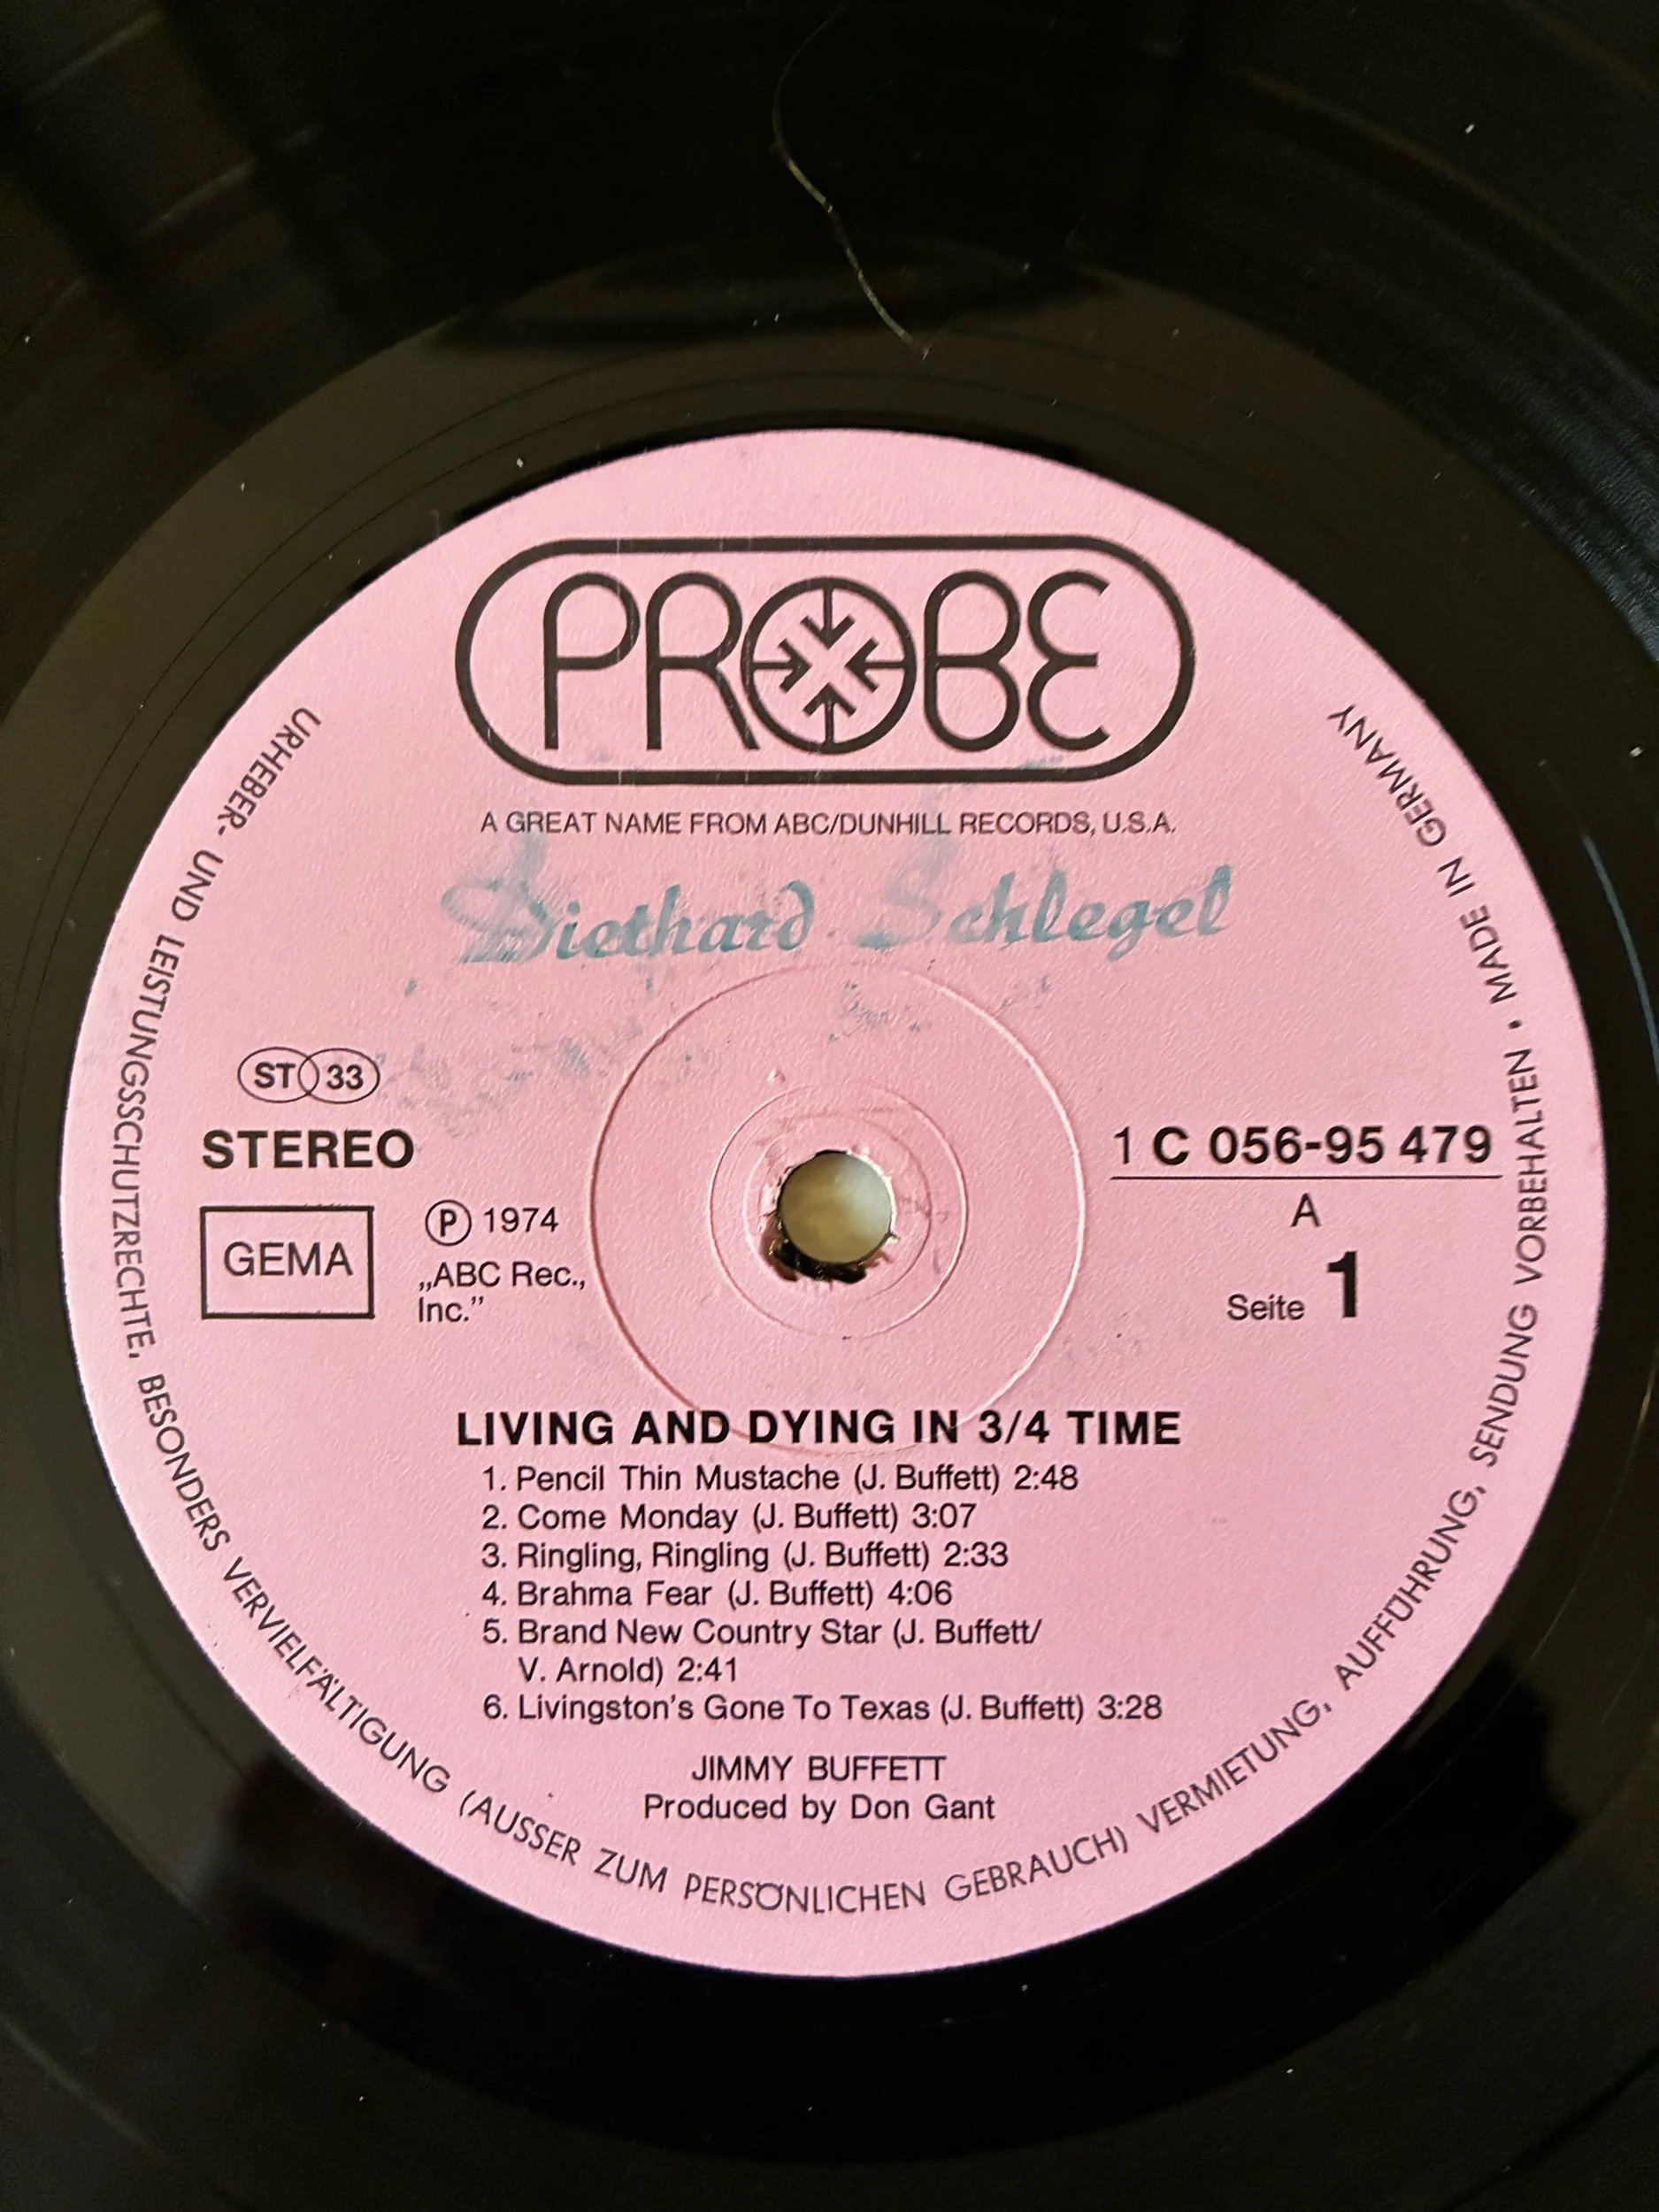 PROBE
A GREAT NAME FROM ABC/DUNHILL RECORDS, U.S.A.
Diethard Schlegel
ST 33
STEREO
GEMA
Ⓟ 1974
„ABC Rec.,
Inc.”
1 C 056-95 479
A
Seite 1
LIVING AND DYING IN 3/4 TIME
1. Pencil Thin Mustache (J. Buffett) 2:48
2. Come Monday (J. Buffett) 3:07
3. Ringling, Ringling (J. Buffett) 2:33
4. Brahma Fear (J. Buffett) 4:06
5. Brand New Country Star (J. Buffett/
V. Arnold) 2:41
6. Livingston's Gone To Texas (J. Buffett) 3:28
JIMMY BUFFETT
Produced by Don Gant
URHEBER- UND LEISTUNGSSCHUTZRECHTE, BESONDERS VERVIELFÄLTIGUNG (AUSSER ZUM PERSÖNLICHEN GEBRAUCH) VERMIETUNG, AUFFÜHRUNG, SENDUNG VORBEHALTEN • MADE IN GERMANY